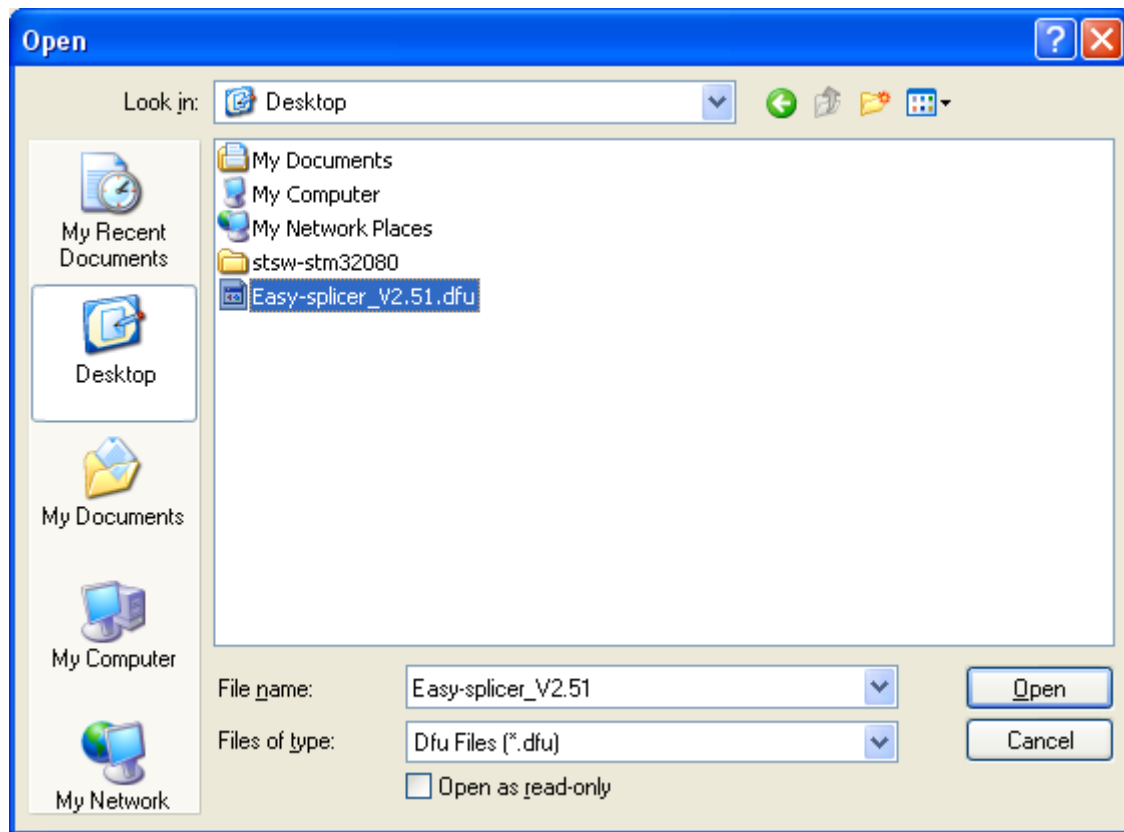 Open
Look in:
Desktop
My Recent
Documents
Desktop
My Documents
My Computer
My Network
My Documents
My Computer
My Network Places
stsw-stm32080
Easy-splicer_V2.51.dfu
File name:
Easy-splicer_V2.51
Open
Files of type:
Dfu Files (*.dfu)
Cancel
Open as read-only